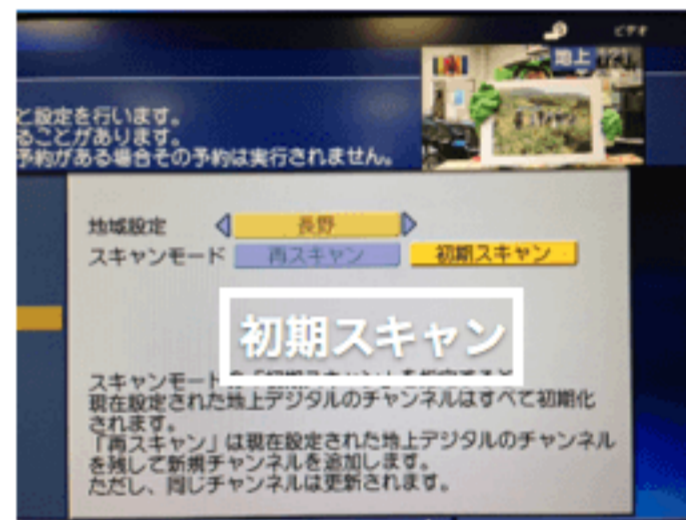 ビデオ
地上
と設定を行います。
ることがあります。
予約がある場合その予約は実行されません。
地域設定 長野
スキャンモード 再スキャン 初期スキャン
初期スキャン
スキャンモード
現在設定された地上デジタルのチャンネルはすべて初期化
されます。
「再スキャン」は現在設定された地上デジタルのチャンネル
を残して新規チャンネルを追加します。
ただし、同じチャンネルは更新されます。